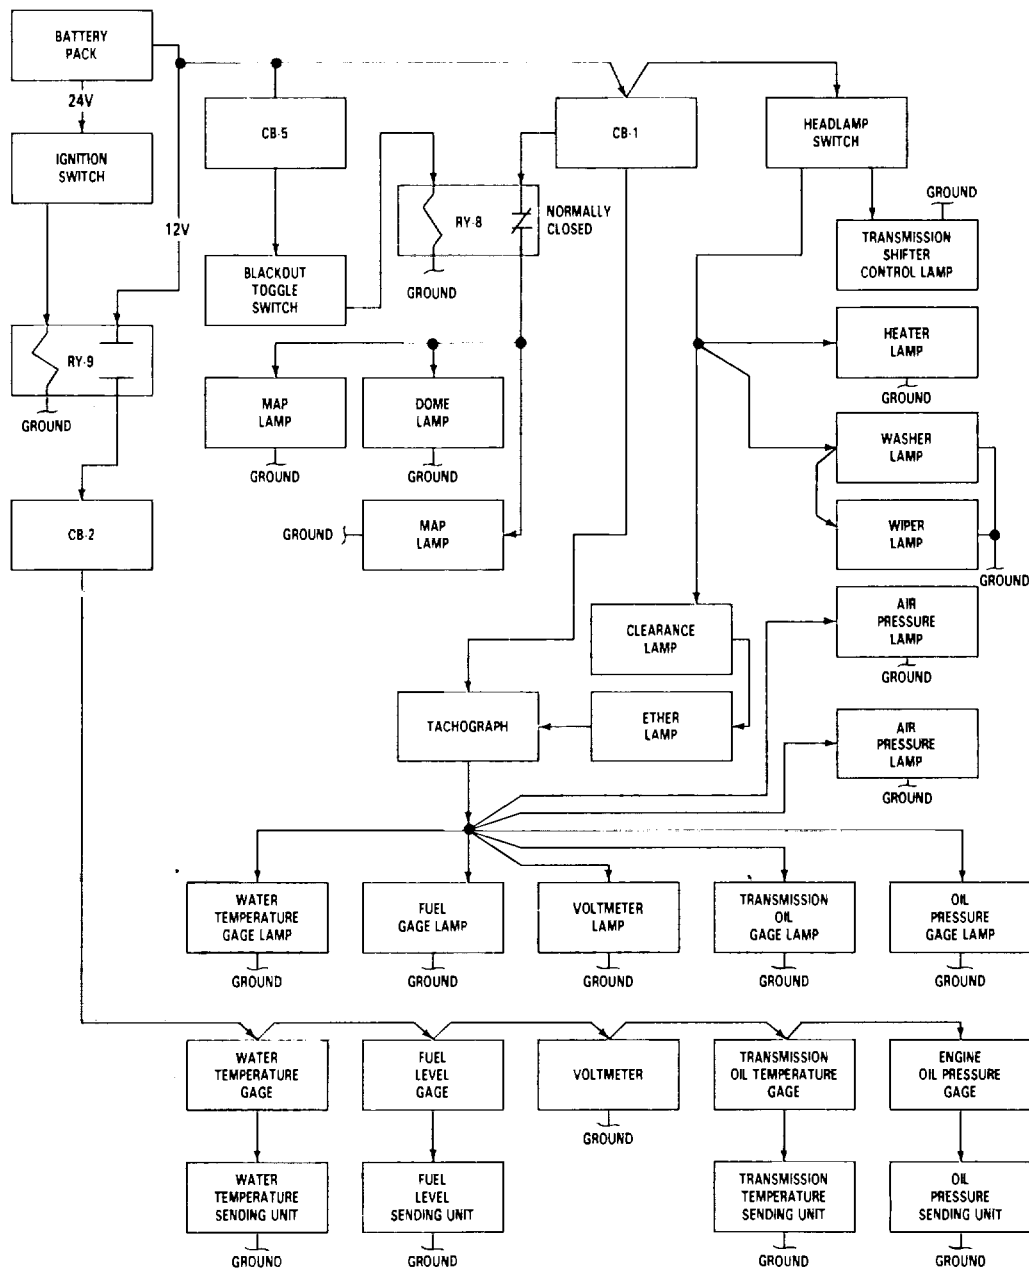 BATTERY
PACK
24V
IGNITION
SWITCH
12V
CB-5
CB-1
HEADLAMP
SWITCH
RY-8
NORMALLY
CLOSED
GROUND
BLACKOUT
TOGGLE
SWITCH
GROUND
TRANSMISSION
SHIFTER
CONTROL LAMP
RY-9
GROUND
MAP
LAMP
GROUND
DOME
LAMP
GROUND
HEATER
LAMP
GROUND
WASHER
LAMP
CB-2
GROUND
MAP
LAMP
WIPER
LAMP
GROUND
CLEARANCE
LAMP
AIR
PRESSURE
LAMP
GROUND
TACHOGRAPH
ETHER
LAMP
AIR
PRESSURE
LAMP
GROUND
WATER
TEMPERATURE
GAGE LAMP
GROUND
FUEL
GAGE LAMP
GROUND
VOLTMETER
LAMP
GROUND
TRANSMISSION
OIL
GAGE LAMP
GROUND
OIL
PRESSURE
GAGE LAMP
GROUND
WATER
TEMPERATURE
GAGE
FUEL
LEVEL
GAGE
VOLTMETER
GROUND
TRANSMISSION
OIL TEMPERATURE
GAGE
ENGINE
OIL PRESSURE
GAGE
WATER
TEMPERATURE
SENDING UNIT
GROUND
FUEL
LEVEL
SENDING UNIT
GROUND
TRANSMISSION
TEMPERATURE
SENDING UNIT
GROUND
OIL
PRESSURE
SENDING UNIT
GROUND